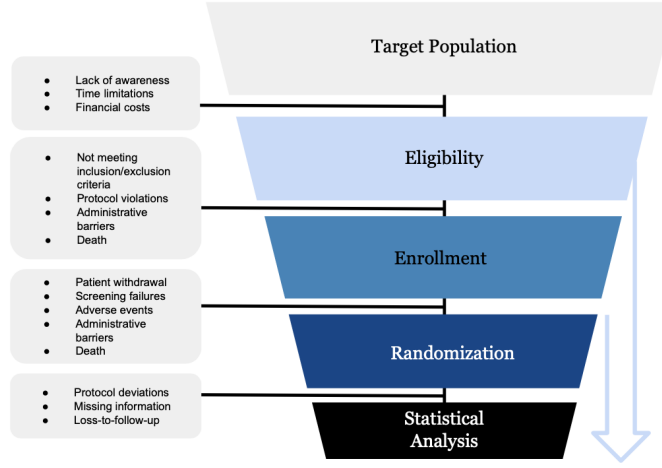 Target Population
Lack of awareness
Time limitations
Financial costs
Eligibility
Not meeting
inclusion/exclusion
criteria
Protocol violations
Administrative
barriers
Death
Enrollment
Patient withdrawal
Screening failures
Adverse events
Administrative
barriers
Death
Randomization
Protocol deviations
Missing information
Loss-to-follow-up
Statistical
Analysis